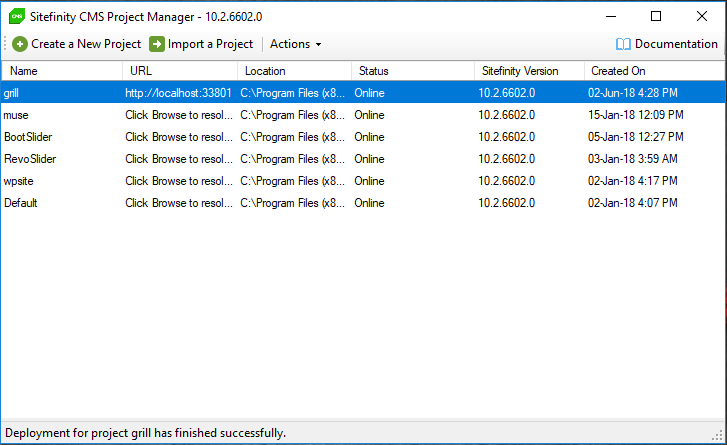 CMS Sitefinity CMS Project Manager - 10.2.6602.0
Create a New Project Import a Project Actions Documentation
Name URL Location Status Sitefinity Version Created On
grill http://localhost:33801 C:\Program Files (x8... Online 10.2.6602.0 02-Jun-18 4:28 PM
muse Click Browse to resol... C:\Program Files (x8... Online 10.2.6602.0 15-Jan-18 12:09 PM
BootSlider Click Browse to resol... C:\Program Files (x8... Online 10.2.6602.0 05-Jan-18 12:27 PM
RevoSlider Click Browse to resol... C:\Program Files (x8... Online 10.2.6602.0 03-Jan-18 3:59 AM
wpsite Click Browse to resol... C:\Program Files (x8... Online 10.2.6602.0 02-Jan-18 4:17 PM
Default Click Browse to resol... C:\Program Files (x8... Online 10.2.6602.0 02-Jan-18 4:07 PM
Deployment for project grill has finished successfully.